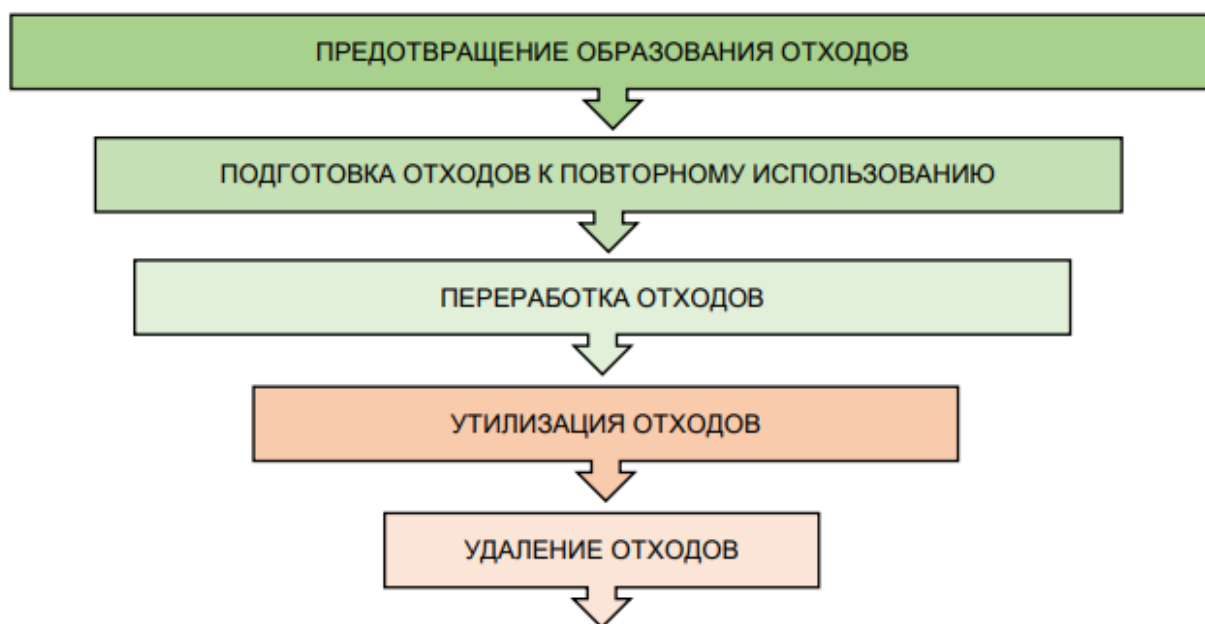 ПРЕДОТВРАЩЕНИЕ ОБРАЗОВАНИЯ ОТХОДОВ
ПОДГОТОВКА ОТХОДОВ К ПОВТОРНОМУ ИСПОЛЬЗОВАНИЮ
ПЕРЕРАБОТКА ОТХОДОВ
УТИЛИЗАЦИЯ ОТХОДОВ
УДАЛЕНИЕ ОТХОДОВ